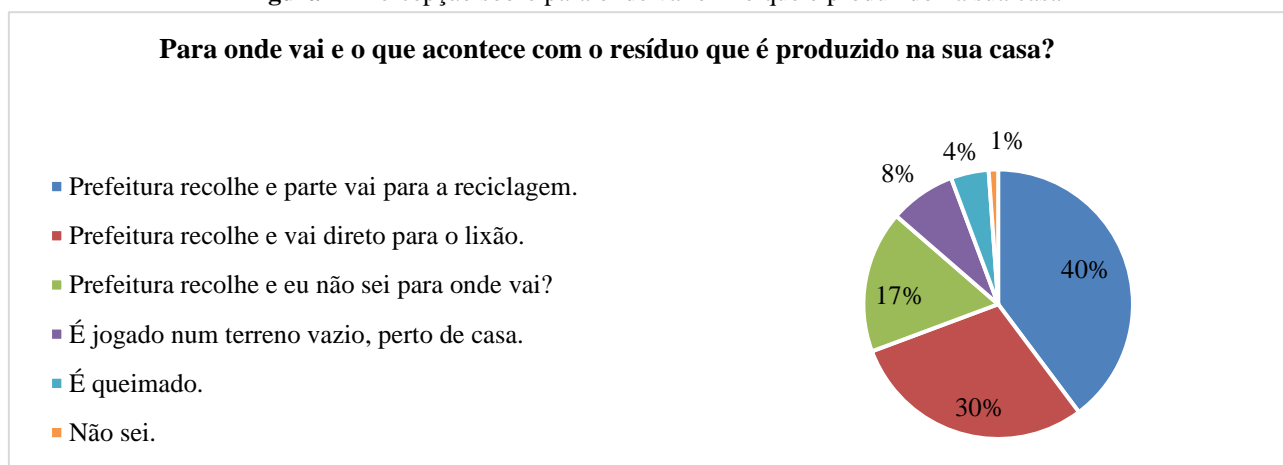 Para onde vai e o que acontece com o resíduo que é produzido na sua casa?
Prefeitura recolhe e parte vai para a reciclagem.
Prefeitura recolhe e vai direto para o lixão.
Prefeitura recolhe e eu não sei para onde vai?
É jogado num terreno vazio, perto de casa.
É queimado.
Não sei.
40%
30%
17%
8%
4%
1%